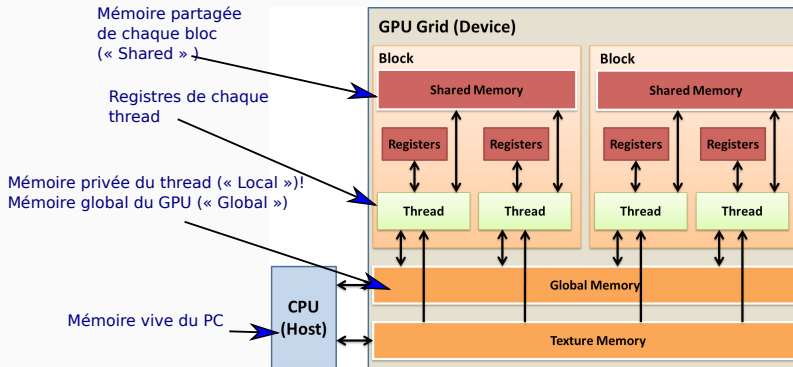 Mémoire partagée
de chaque bloc
(« Shared » )
Registres de chaque
thread
Mémoire privée du thread (« Local »)!
Mémoire global du GPU (« Global »)
Mémoire vive du PC
GPU Grid (Device)
Block
Block
Shared Memory
Shared Memory
Registers
Registers
Registers
Registers
Thread
Thread
Thread
Thread
CPU
(Host)
Global Memory
Texture Memory